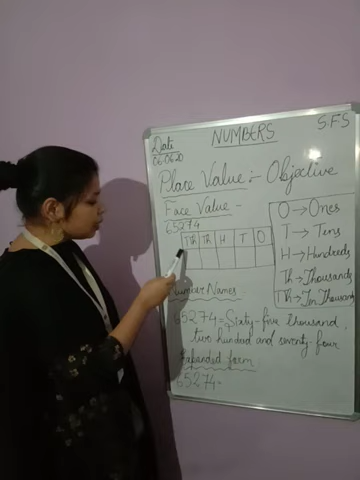 Date
06.06.20
NUMBERS
S.F.S
Place Value :- Objective
Face Value -
65274
TTh Th H T O
O → Ones
T → Tens
H → Hundreds
Th → Thousands
TTh → Ten Thousands
Number Names
65274 = Sixty-five thousand,
two hundred and seventy-four
Expanded form
65274 =